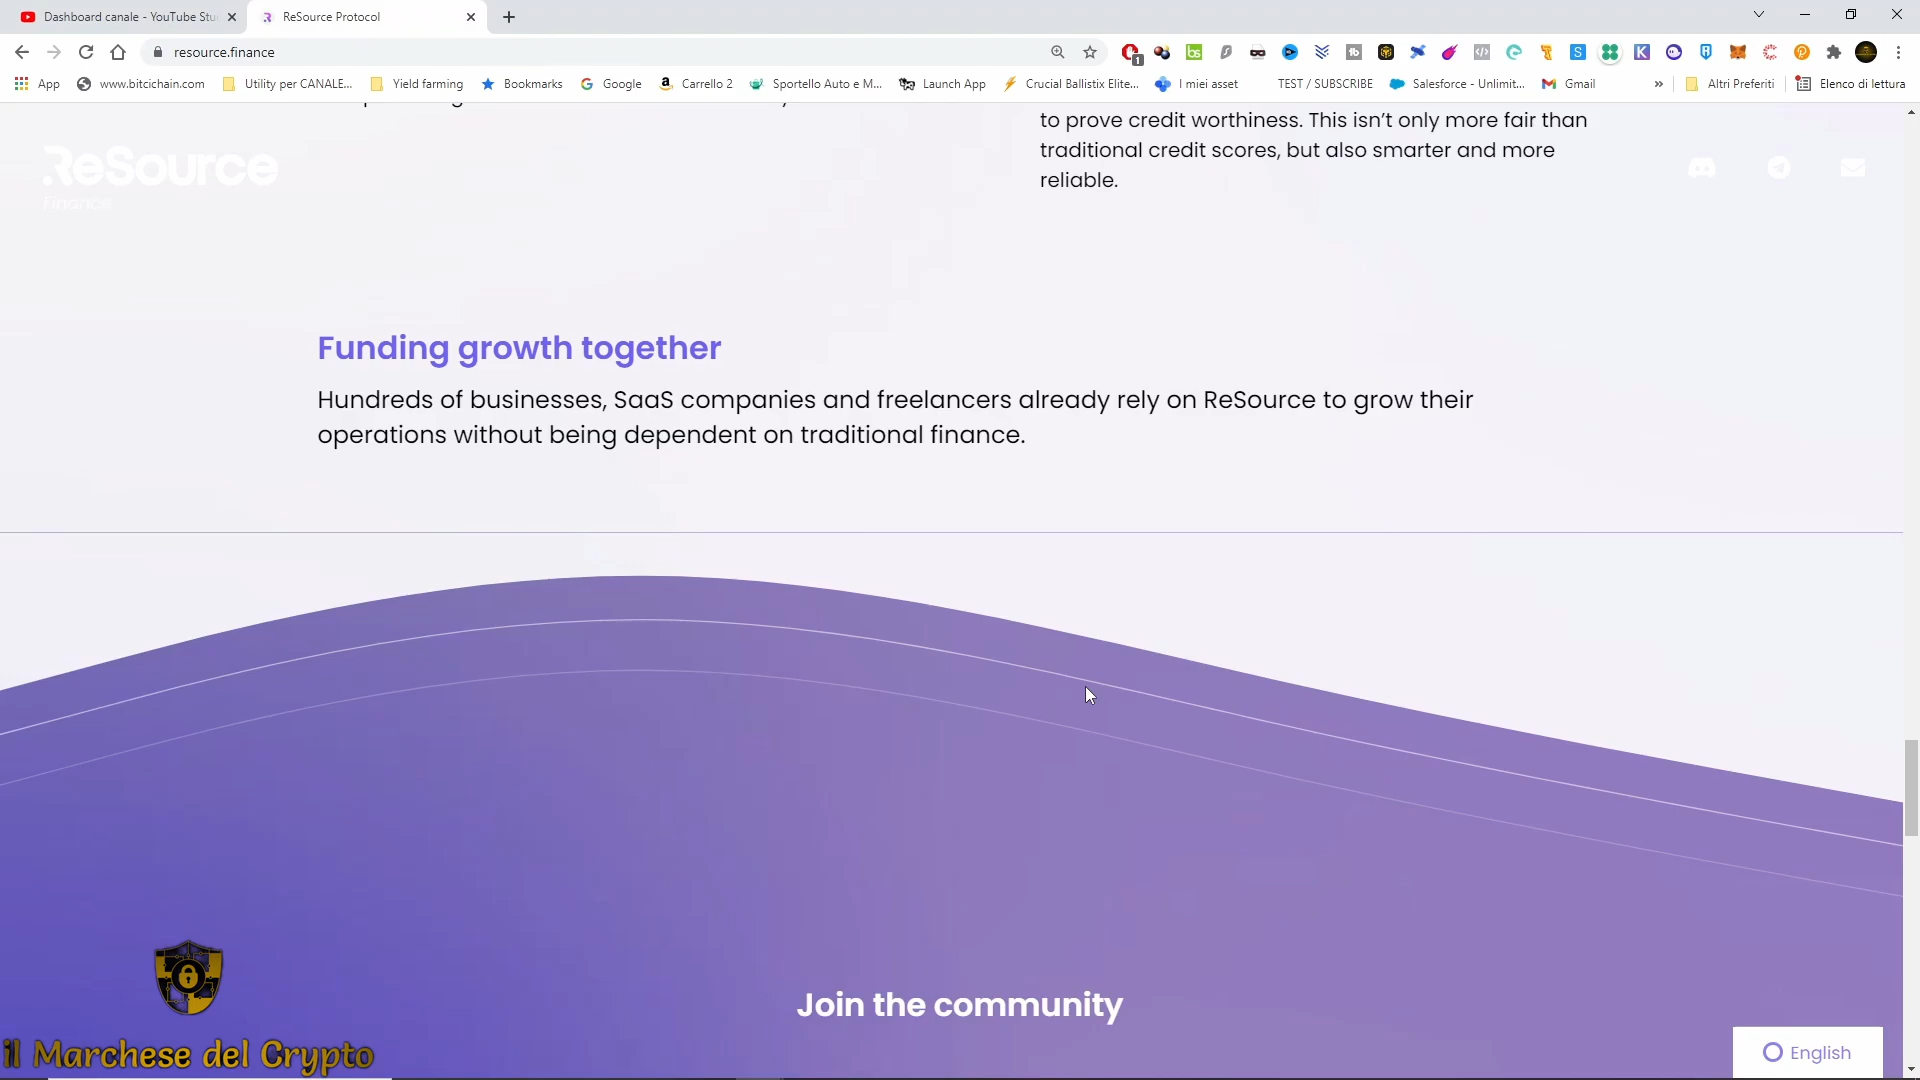 Dashboard canale - YouTube Stu
ReSource Protocol
resource.finance
1
App
www.bitcichain.com
Utility per CANALE...
Yield farming
Bookmarks
Google
Carrello 2
Sportello Auto e M...
Launch App
Crucial Ballistix Elite...
I miei asset
TEST / SUBSCRIBE
Salesforce - Unlimit...
Gmail
Altri Preferiti
Elenco di lettura
to prove credit worthiness. This isn’t only more fair than
traditional credit scores, but also smarter and more
reliable.
ReSource
finance
Funding growth together
Hundreds of businesses, SaaS companies and freelancers already rely on ReSource to grow their
operations without being dependent on traditional finance.
Join the community
il Marchese del Crypto
English